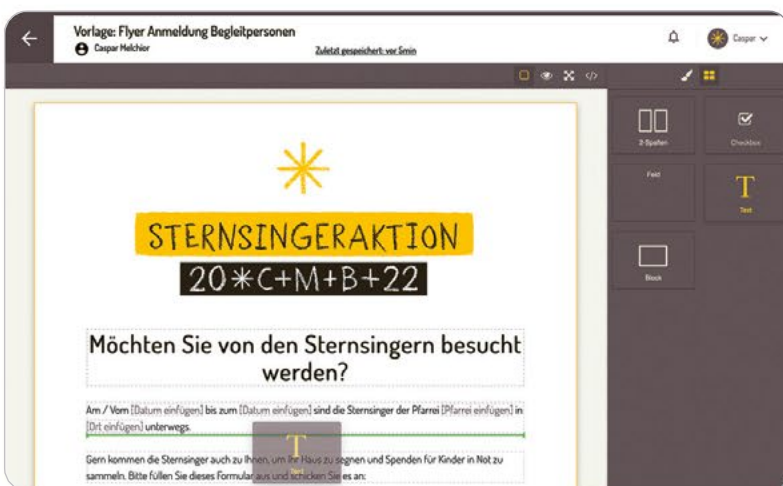 Vorlage: Flyer Anmeldung Begleitpersonen
Caspar Melchior
Zuletzt gespeichert: vor 5min
Caspar
2-Spalten
Checkbox
Feld
Text
Block
STERNSINGERAKTION
20*C+M+B+22
Möchten Sie von den Sternsingern besucht
werden?
Am / Vom [Datum einfügen] bis zum [Datum einfügen] sind die Sternsinger der Pfarrei [Pfarrei einfügen] in
[Ort einfügen] unterwegs.
Text
Gern kommen die Sternsinger auch zu Ihnen, um Ihr Haus zu segnen und Spenden für Kinder in Not zu
sammeln. Bitte füllen Sie dieses Formular aus und schicken Sie es an: